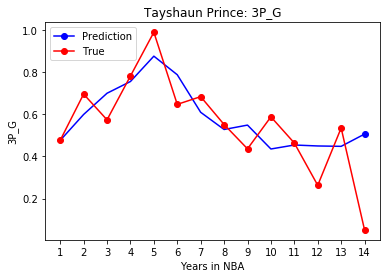 Tayshaun Prince: 3P_G
Prediction
True
3P_G
1.0
0.8
0.6
0.4
0.2
1 2 3 4 5 6 7 8 9 10 11 12 13 14
Years in NBA